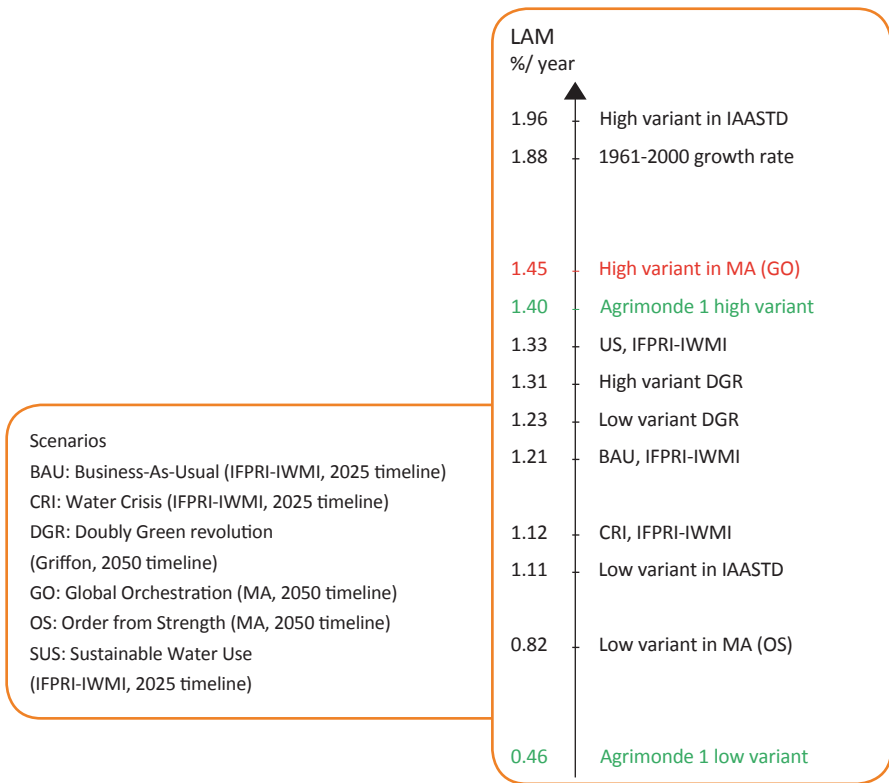 LAM
%/ year
1.96 High variant in IAASTD
1.88 1961-2000 growth rate
1.45 High variant in MA (GO)
1.40 Agrimonde 1 high variant
1.33 US, IFPRI-IWMI
1.31 High variant DGR
1.23 Low variant DGR
1.21 BAU, IFPRI-IWMI
1.12 CRI, IFPRI-IWMI
1.11 Low variant in IAASTD
0.82 Low variant in MA (OS)
0.46 Agrimonde 1 low variant
Scenarios
BAU: Business-As-Usual (IFPRI-IWMI, 2025 timeline)
CRI: Water Crisis (IFPRI-IWMI, 2025 timeline)
DGR: Doubly Green revolution
(Griffon, 2050 timeline)
GO: Global Orchestration (MA, 2050 timeline)
OS: Order from Strength (MA, 2050 timeline)
SUS: Sustainable Water Use
(IFPRI-IWMI, 2025 timeline)